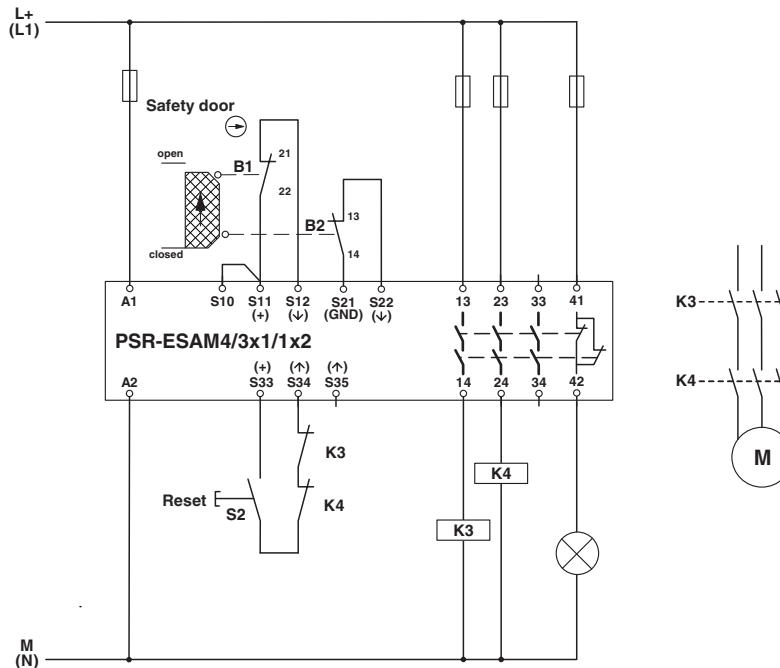 L+
(L1)
Safety door
open
21
B1
22
13
B2
14
closed
A1 S10 S11 S12 S21 S22 13 23 33 41
(+) (↓) (GND) (↓)
K3
PSR-ESAM4/3x1/1x2
(+) (↑) (↑)
A2 S33 S34 S35 14 24 34 42
K4
K3
M
K4
Reset
K4
S2
K3
M
(N)